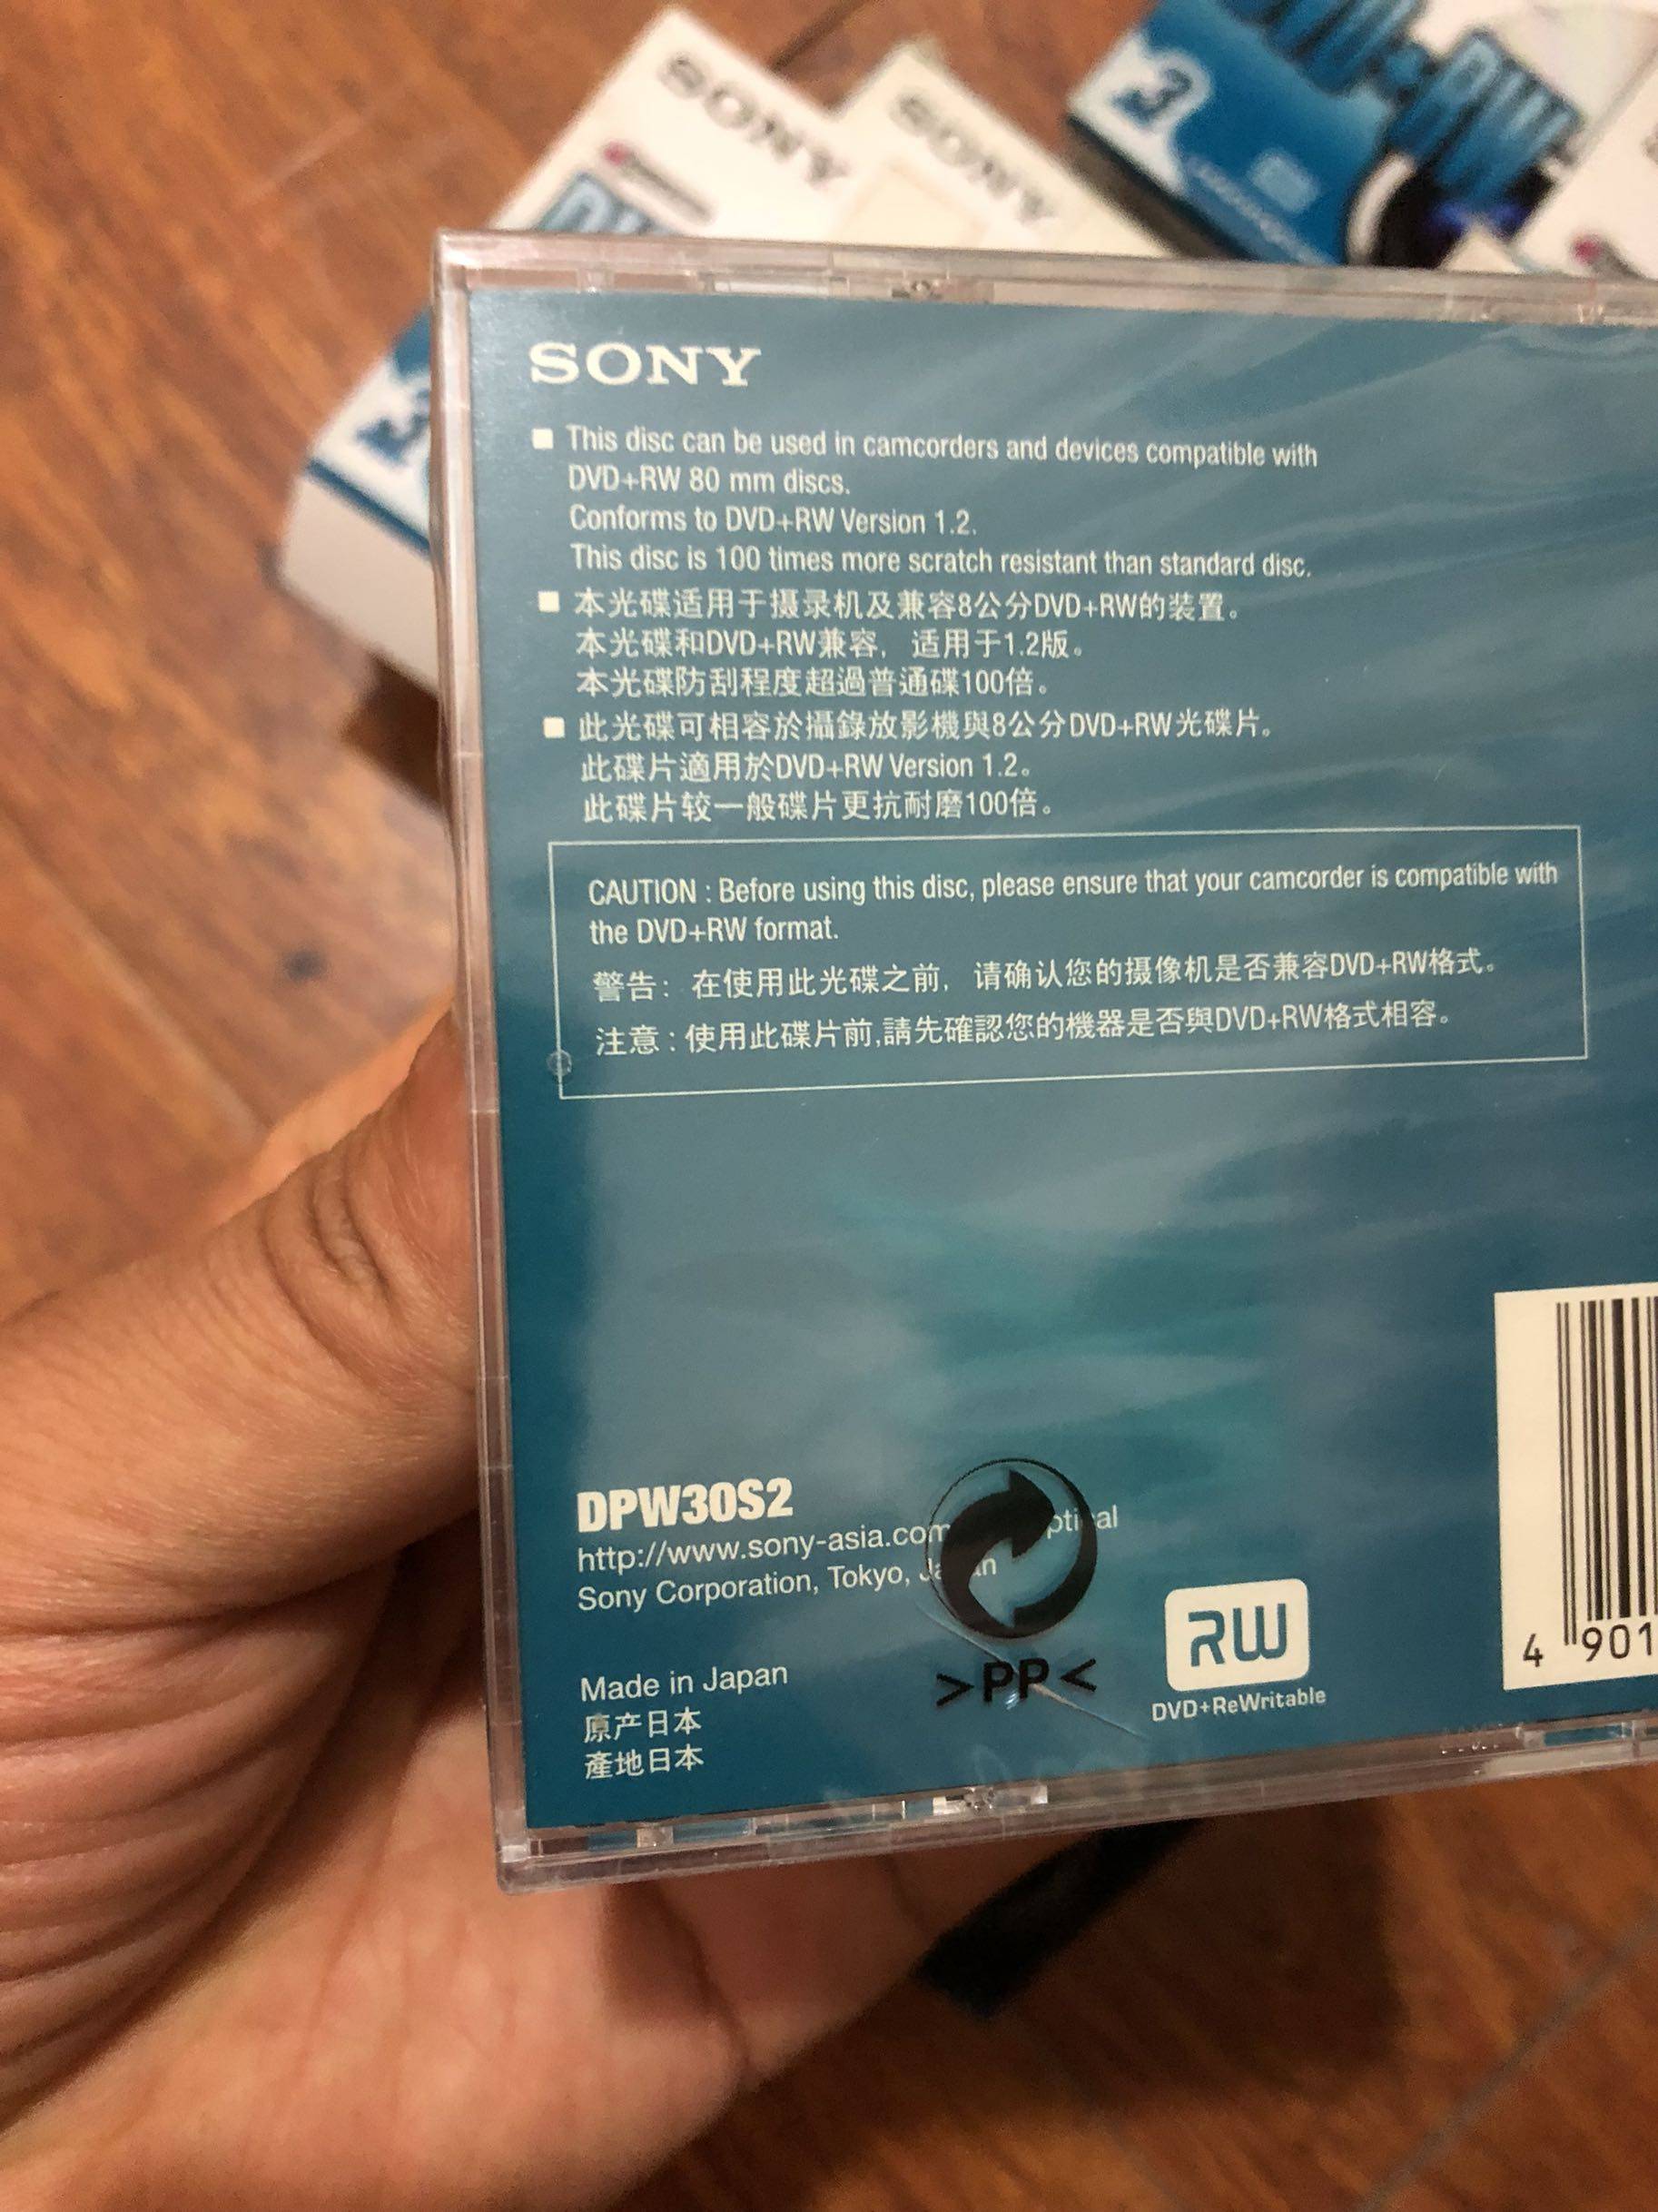 SONY
SONY
SONY
■ This disc can be used in camcorders and devices compatible with
DVD+RW 80 mm discs.
Conforms to DVD+RW Version 1.2.
This disc is 100 times more scratch resistant than standard disc.
■ 本光碟适用于摄录机及兼容8公分DVD+RW的装置。
本光碟和DVD+RW兼容，适用于1.2版。
本光碟防刮程度超過普通碟100倍。
■ 此光碟可相容於攝錄放影機與8公分DVD+RW光碟片。
此碟片適用於DVD+RW Version 1.2。
此碟片较一般碟片更抗耐磨100倍。
CAUTION : Before using this disc, please ensure that your camcorder is compatible with
the DVD+RW format.
警告：在使用此光碟之前，请确认您的摄像机是否兼容DVD+RW格式。
注意：使用此碟片前,請先確認您的機器是否與DVD+RW格式相容。
DPW30S2
http://www.sony-asia.com ptical
Sony Corporation, Tokyo, Japan
>PP<
RW
DVD+ReWritable
Made in Japan
原产日本
產地日本
4 901